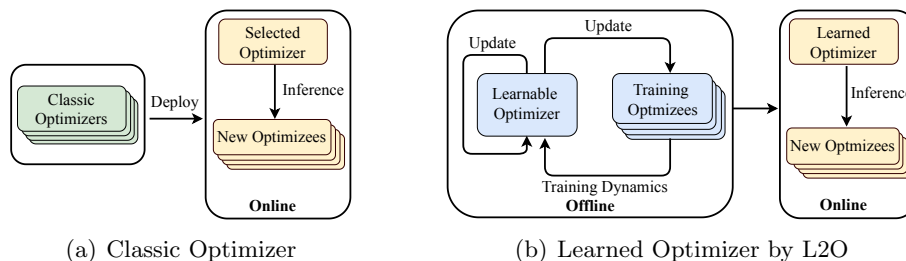 Classic
Optimizers
Deploy
Selected
Optimizer
Inference
New Optimizees
Online
(a) Classic Optimizer
Update
Update
Learnable
Optimizer
Training
Optmizees
Training Dynamics
Offline
Learned
Optimizer
Inference
New Optmizees
Online
(b) Learned Optimizer by L2O